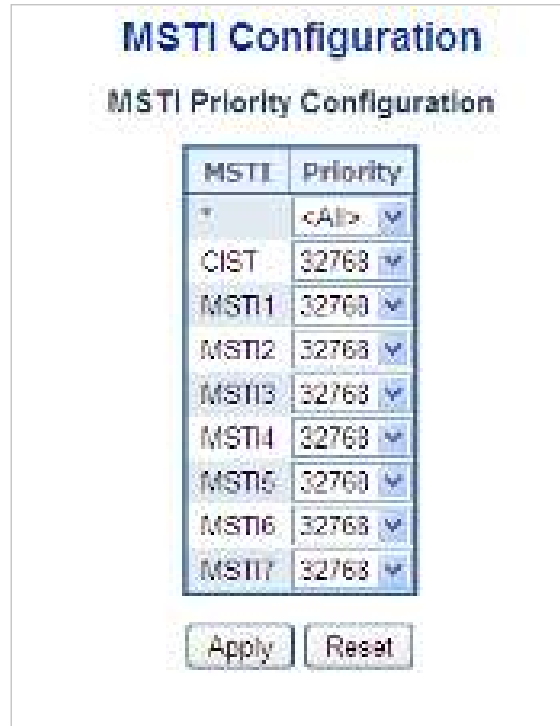 MSTI Configuration
MSTI Priority Configuration
MSTI Priority
* <All>
CIST 32768
MSTI1 32768
MSTI2 32768
MSTI3 32768
MSTI4 32768
MSTI5 32768
MSTI6 32768
MSTI7 32768
Apply Reset